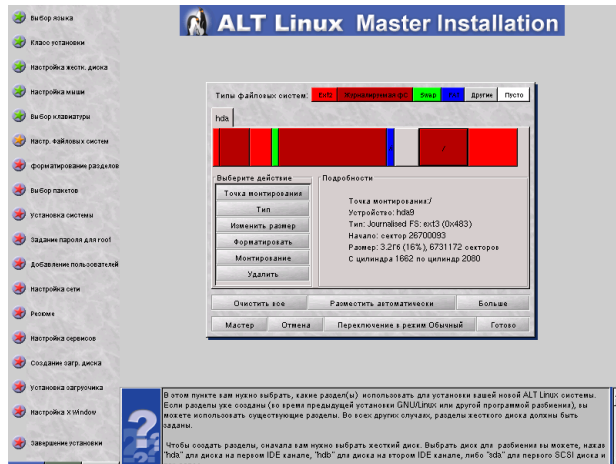 ALT Linux Master Installation
Выбор языка
Класс установки
Настройка жестк. диска
Настройка мыши
Выбор клавиатуры
Настр. файловых систем
форматирование разделов
Выбор пакетов
Установка системы
Задание пароля для root
Добавление пользователей
Настройка сети
Резюме
Настройка сервисов
Создание загр. диска
Установка загрузчика
Настройка X Window
Завершение установки
Типы файловых систем: Ext2 Журналируемая ФС Swap FAT Другие Пусто
hda
/
Выберите действие
Точка монтирования
Тип
Изменить размер
Форматировать
Монтирование
Удалить
Подробности
Точка монтирования:/
Устройство: hda9
Тип: Journalised FS: ext3 (0x483)
Начало: сектор 26700093
Размер: 3.2Гб (16%), 6731172 секторов
С цилиндра 1662 по цилиндр 2080
Очистить все Разместить автоматически Больше
Мастер Отмена Переключение в режим Обычный Готово
В этом пункте вам нужно выбрать, какие раздел(ы) использовать для установки вашей новой ALT Linux системы.
Если разделы уже созданы (во время предыдущей установки GNU/Linux или другой программой разбиения), вы
можете использовать существующие разделы. Во всех других случаях, разделы жесткого диска должны быть
заданы.
Чтобы создать разделы, сначала вам нужно выбрать жесткий диск. Выбрать диск для разбиения вы можете, нажав
"hda" для диска на первом IDE канале, "hdb" для диска на втором IDE канале, либо "sda" для первого SCSI диска и